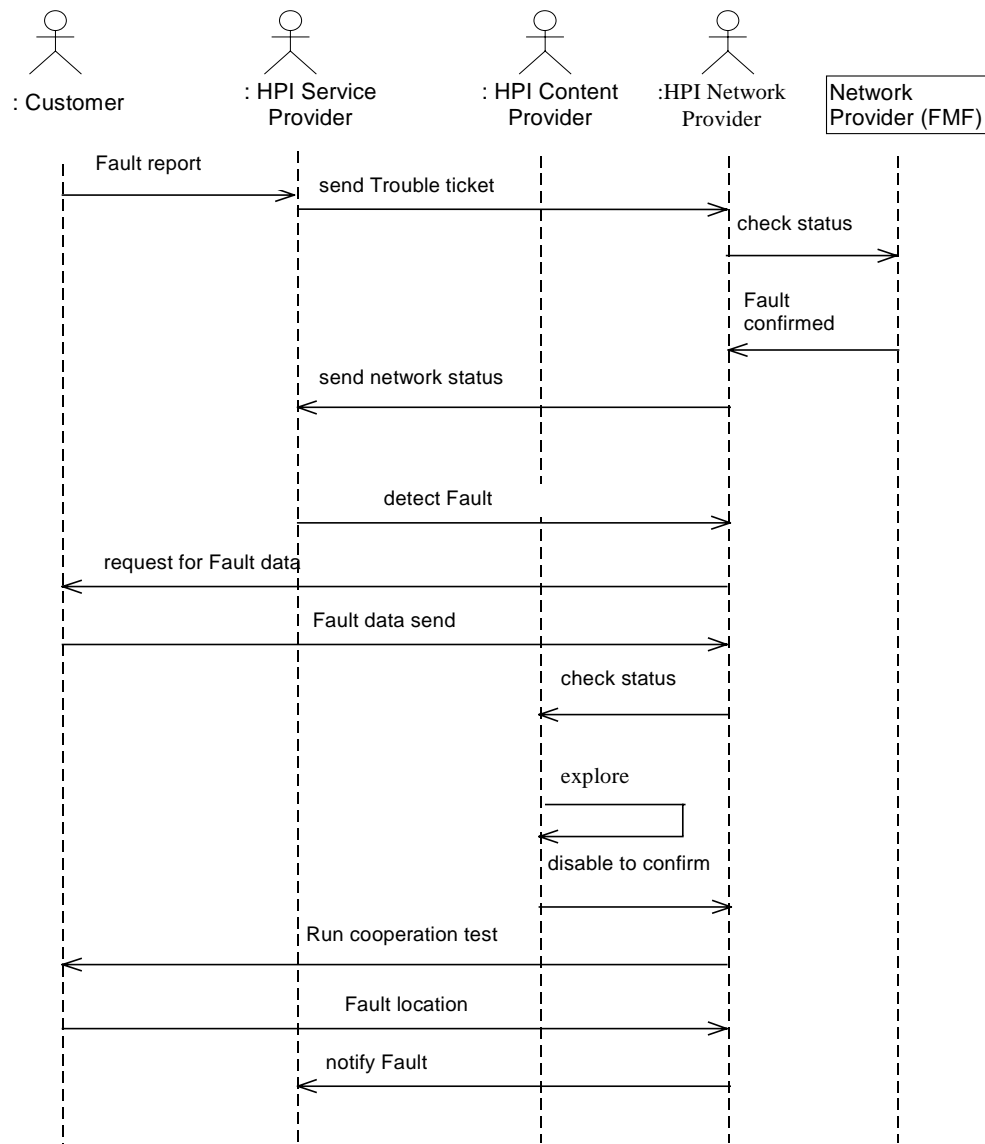 : Customer
: HPI Service
Provider
: HPI Content
Provider
:HPI Network
Provider
Network
Provider (FMF)
Fault report
send Trouble ticket
check status
Fault
confirmed
send network status
detect Fault
request for Fault data
Fault data send
check status
explore
disable to confirm
Run cooperation test
Fault location
notify Fault